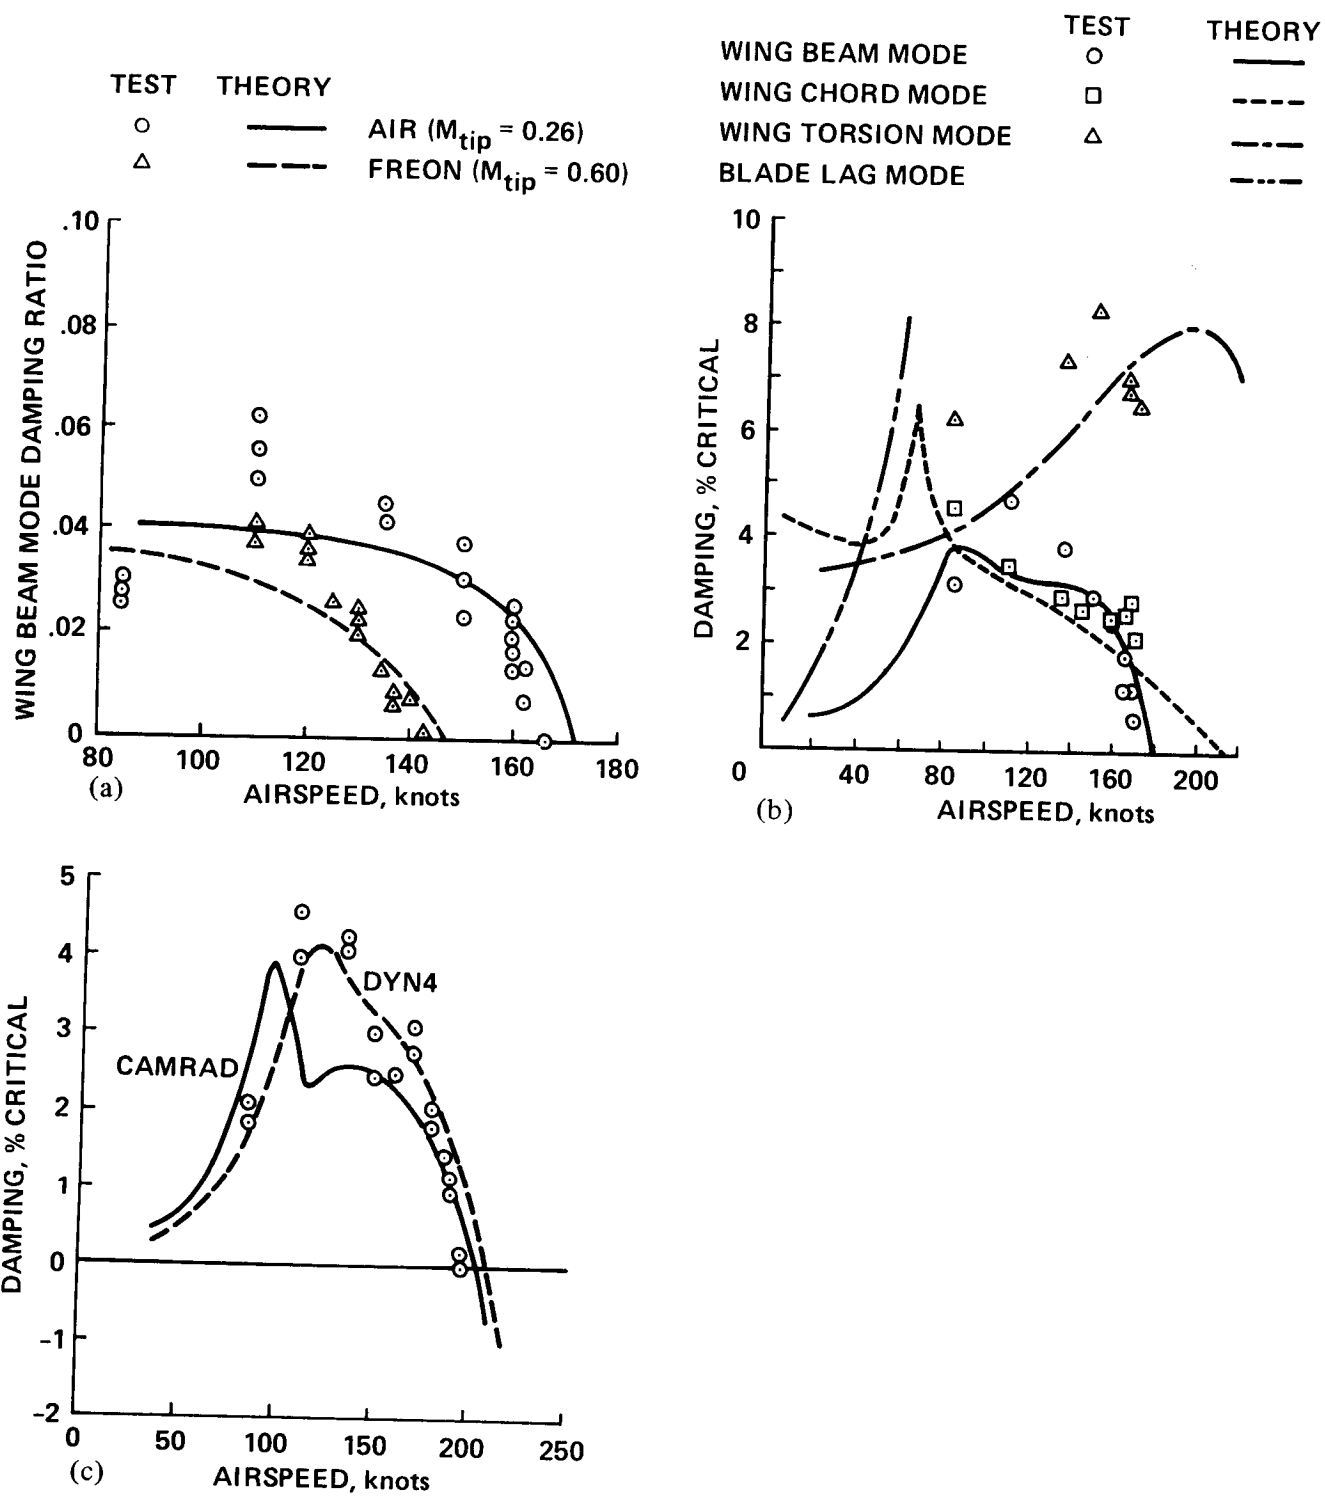 TEST THEORY
AIR (Mtip = 0.26)
FREON (Mtip = 0.60)
WING BEAM MODE DAMPING RATIO
.10
.08
.06
.04
.02
0
80 100 120 140 160 180
(a) AIRSPEED, knots
TEST THEORY
WING BEAM MODE
WING CHORD MODE
WING TORSION MODE
BLADE LAG MODE
DAMPING, % CRITICAL
10
8
6
4
2
0 40 80 120 160 200
(b) AIRSPEED, knots
DAMPING, % CRITICAL
5
4
3
2
1
0
-1
-2
DYN4
CAMRAD
0 50 100 150 200 250
(c) AIRSPEED, knots